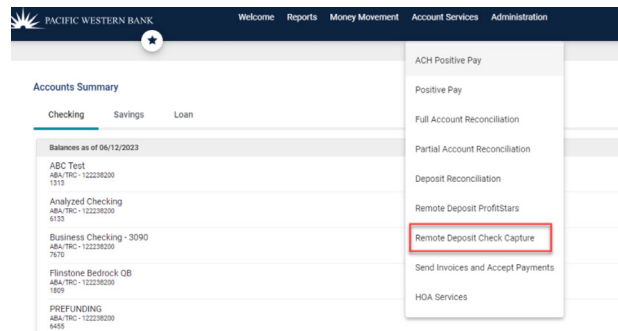 PACIFIC WESTERN BANK
Welcome Reports Money Movement Account Services Administration
Accounts Summary
Checking Savings Loan
Balances as of 06/12/2023
ABC Test
ABA/TRC - 122238200
1313
Analyzed Checking
ABA/TRC - 122238200
6133
Business Checking - 3090
ABA/TRC - 122238200
7670
Flinstone Bedrock QB
ABA/TRC - 122238200
1809
PREFUNDING
ABA/TRC - 122238200
6455
ACH Positive Pay
Positive Pay
Full Account Reconciliation
Partial Account Reconciliation
Deposit Reconciliation
Remote Deposit ProfitStars
Remote Deposit Check Capture
Send Invoices and Accept Payments
HOA Services